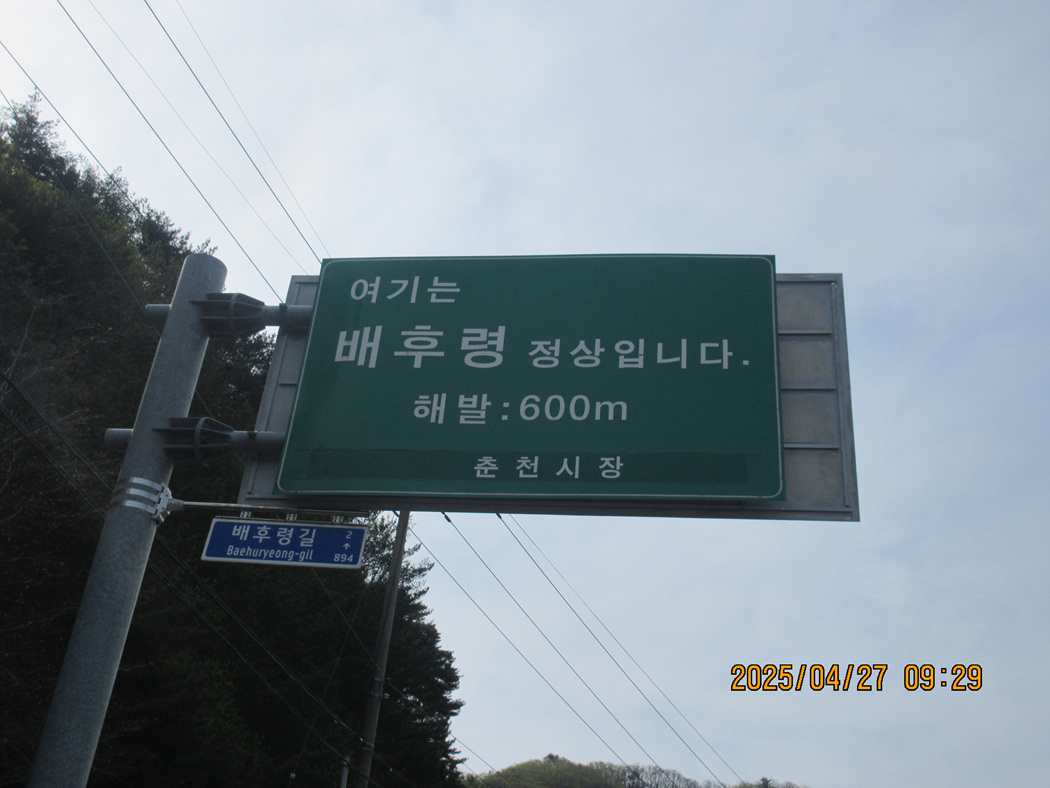 여기는
배후령 정상입니다.
해발:600m
춘천시장
배후령길 2
↑
Baehuryeong-gil 894
2025/04/27 09:29